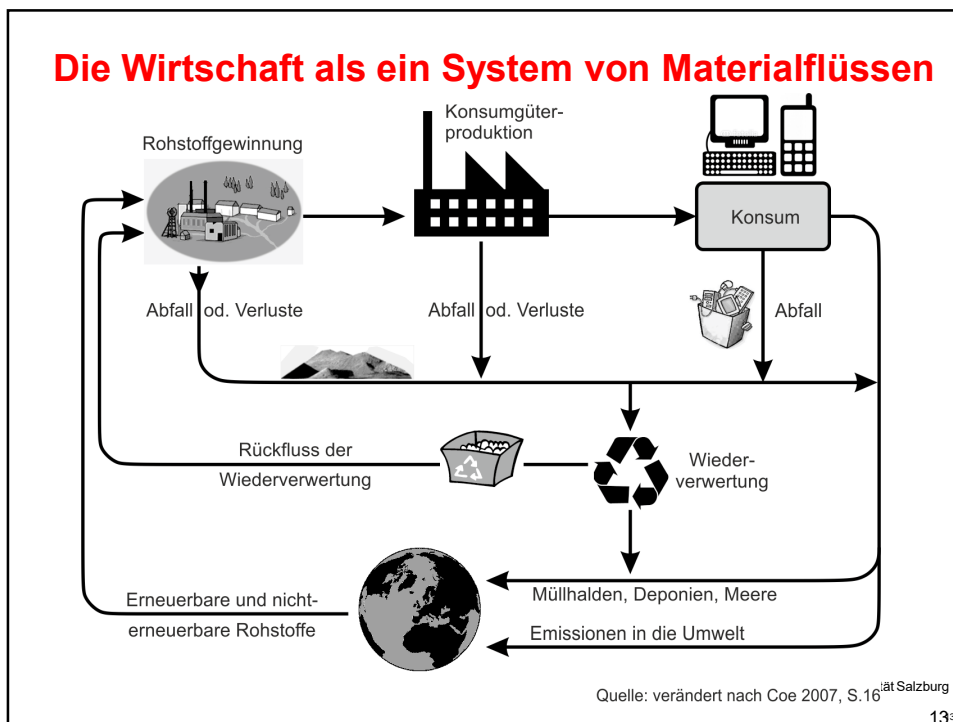 Die Wirtschaft als ein System von Materialflüssen
Konsumgüter-
produktion
Rohstoffgewinnung
Konsum
Abfall od. Verluste
Abfall od. Verluste
Abfall
Rückfluss der
Wiederverwertung
Wieder-
verwertung
Erneuerbare und nicht-
erneuerbare Rohstoffe
Müllhalden, Deponien, Meere
Emissionen in die Umwelt
Quelle: verändert nach Coe 2007, S.16
Salzburg
13